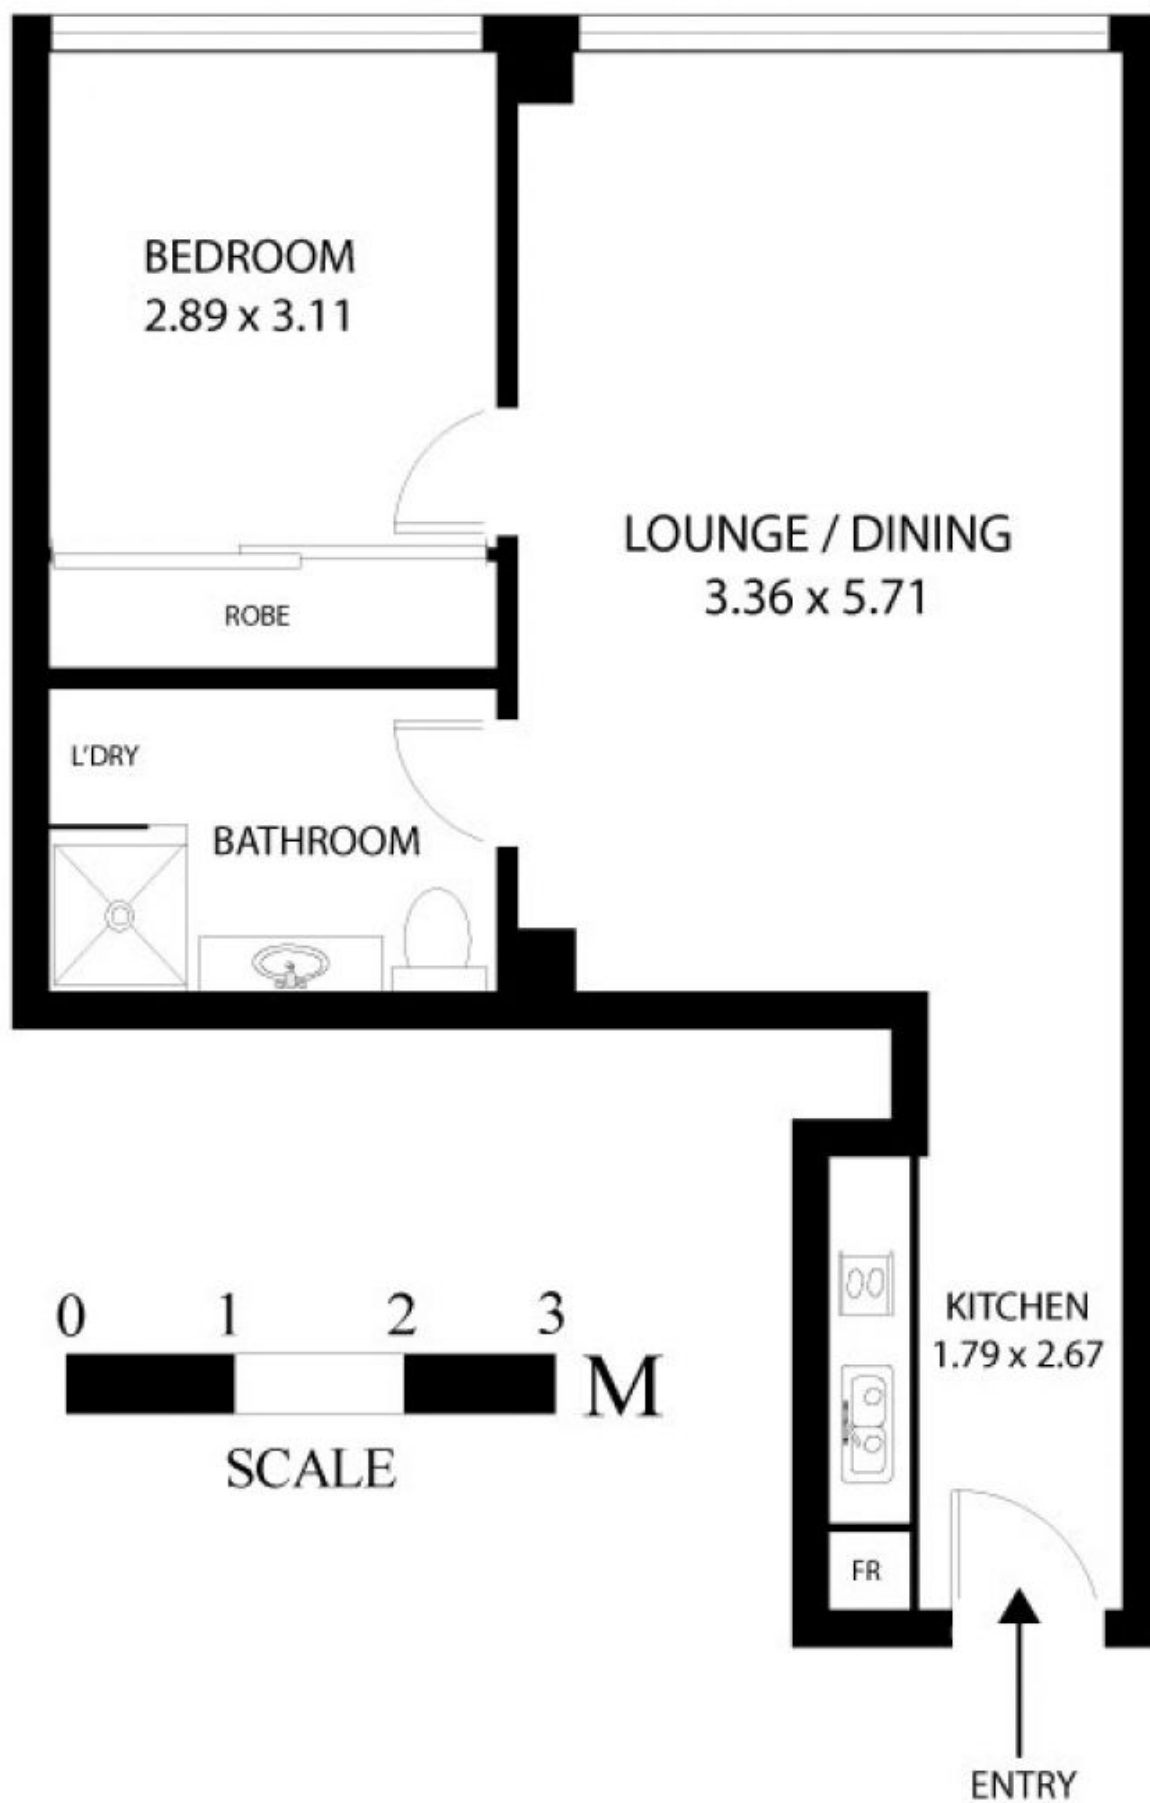 BEDROOM
2.89 x 3.11
LOUNGE / DINING
3.36 x 5.71
ROBE
L'DRY
BATHROOM
0 1 2 3
M
SCALE
KITCHEN
1.79 x 2.67
FR
ENTRY